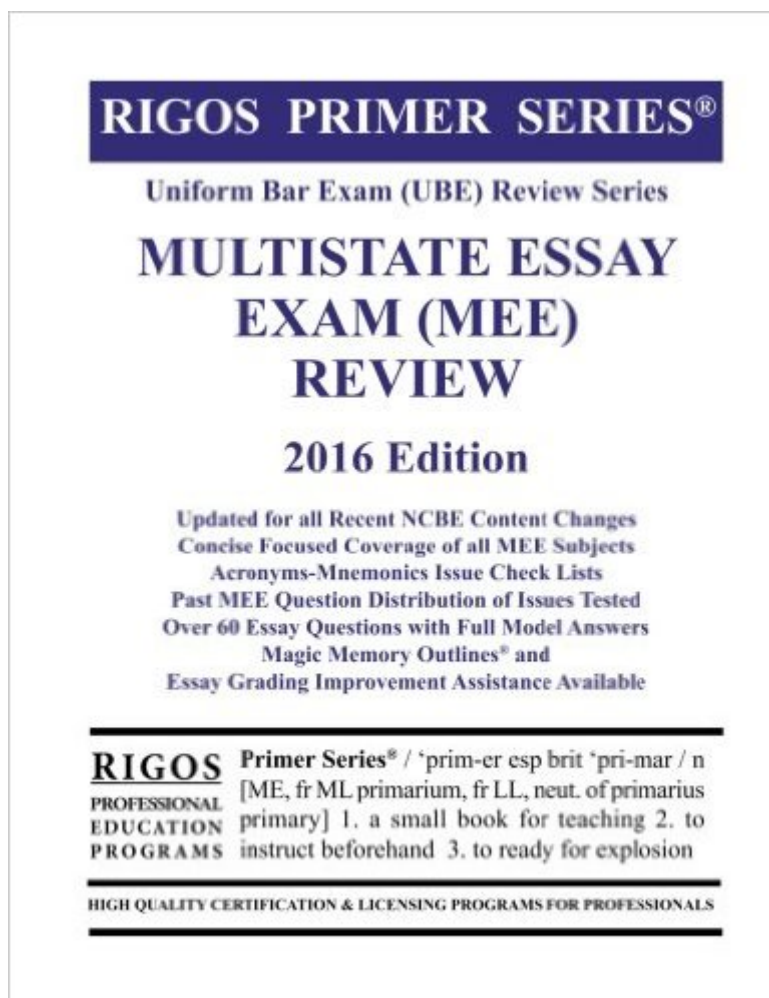 RIGOS PRIMER SERIES®
Uniform Bar Exam (UBE) Review Series
MULTISTATE ESSAY
EXAM (MEE)
REVIEW
2016 Edition
Updated for all Recent NCBE Content Changes
Concise Focused Coverage of all MEE Subjects
Acronyms-Mnemonics Issue Check Lists
Past MEE Question Distribution of Issues Tested
Over 60 Essay Questions with Full Model Answers
Magic Memory Outlines® and
Essay Grading Improvement Assistance Available
RIGOS
PROFESSIONAL
EDUCATION
PROGRAMS
Primer Series® / ‘prim-er esp brit ‘pri-mar / n
[ME, fr ML primarium, fr LL, neut. of primarius
primary] 1. a small book for teaching 2. to
instruct beforehand 3. to ready for explosion
HIGH QUALITY CERTIFICATION & LICENSING PROGRAMS FOR PROFESSIONALS